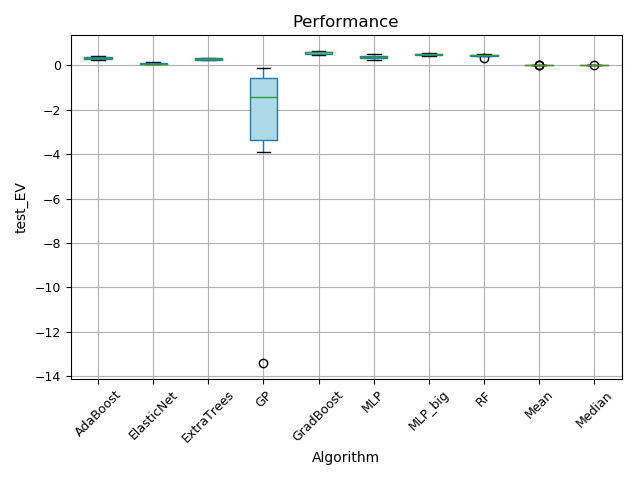 Performance
test_EV
0
−2
−4
−6
−8
−10
−12
−14
AdaBoost
ElasticNet
ExtraTrees
GP
GradBoost
MLP
MLP_big
RF
Mean
Median
Algorithm